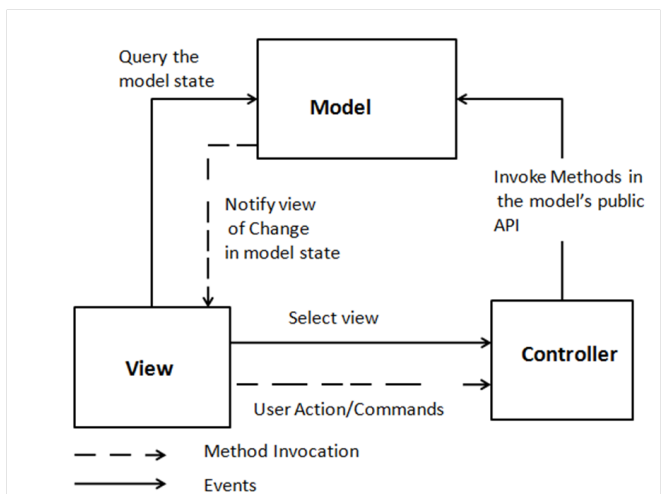 Query the
model state
Model
Invoke Methods in
the model's public
API
Notify view
of Change
in model state
Select view
View
Controller
User Action/Commands
Method Invocation
Events